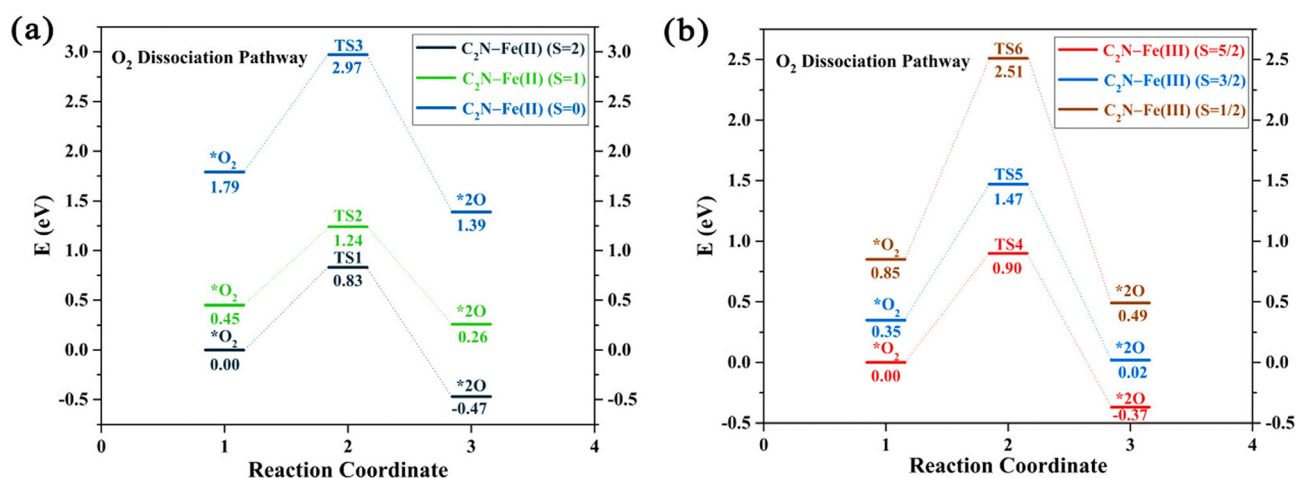 (a)
O₂ Dissociation Pathway
C₂N−Fe(II) (S=2)
C₂N−Fe(II) (S=1)
C₂N−Fe(II) (S=0)
TS3
2.97
*O₂
1.79
*2O
1.39
TS2
1.24
TS1
0.83
*O₂
0.45
*2O
0.26
*O₂
0.00
*2O
-0.47
E (eV)
3.0
2.5
2.0
1.5
1.0
0.5
0.0
-0.5
3.0
2.5
2.0
1.5
1.0
0.5
0.0
-0.5
0 1 2 3 4
Reaction Coordinate
(b)
O₂ Dissociation Pathway
C₂N−Fe(III) (S=5/2)
C₂N−Fe(III) (S=3/2)
C₂N−Fe(III) (S=1/2)
TS6
2.51
TS5
1.47
TS4
0.90
*O₂
0.85
*2O
0.49
*O₂
0.35
*2O
0.02
*O₂
0.00
*2O
-0.37
E (eV)
2.5
2.0
1.5
1.0
0.5
0.0
-0.5
2.5
2.0
1.5
1.0
0.5
0.0
-0.5
0 1 2 3 4
Reaction Coordinate